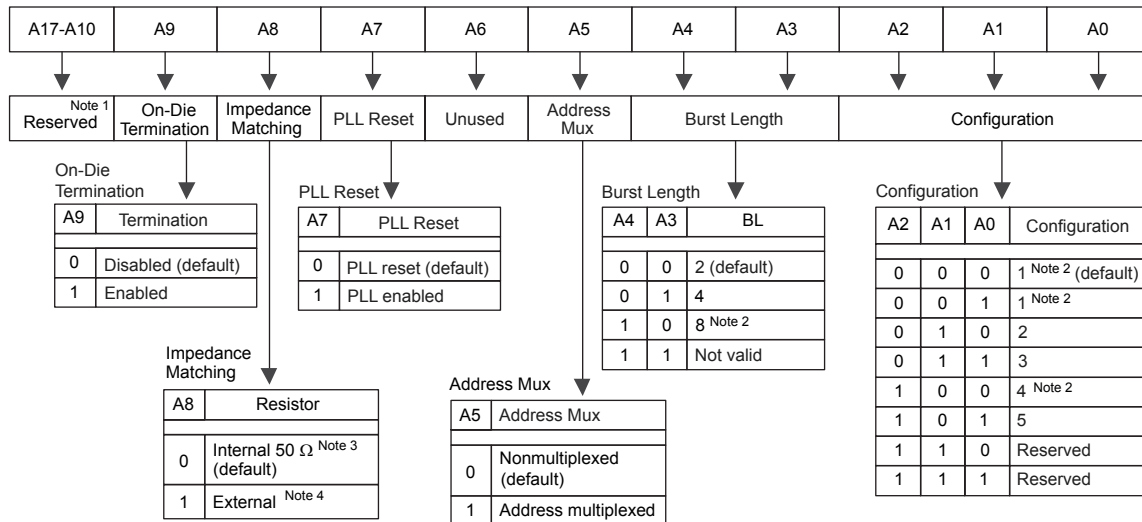 A17-A10 A9 A8 A7 A6 A5 A4 A3 A2 A1 A0
Reserved Note 1
On-Die Termination
Impedance Matching
PLL Reset
Unused
Address Mux
Burst Length
Configuration
On-Die
Termination
A9 Termination
0 Disabled (default)
1 Enabled
PLL Reset
A7 PLL Reset
0 PLL reset (default)
1 PLL enabled
Burst Length
A4 A3 BL
0 0 2 (default)
0 1 4
1 0 8 Note 2
1 1 Not valid
Configuration
A2 A1 A0 Configuration
0 0 0 1 Note 2 (default)
0 0 1 1 Note 2
0 1 0 2
0 1 1 3
1 0 0 4 Note 2
1 0 1 5
1 1 0 Reserved
1 1 1 Reserved
Impedance
Matching
A8 Resistor
0 Internal 50 Ω Note 3
(default)
1 External Note 4
Address Mux
A5 Address Mux
0 Nonmultiplexed
(default)
1 Address multiplexed